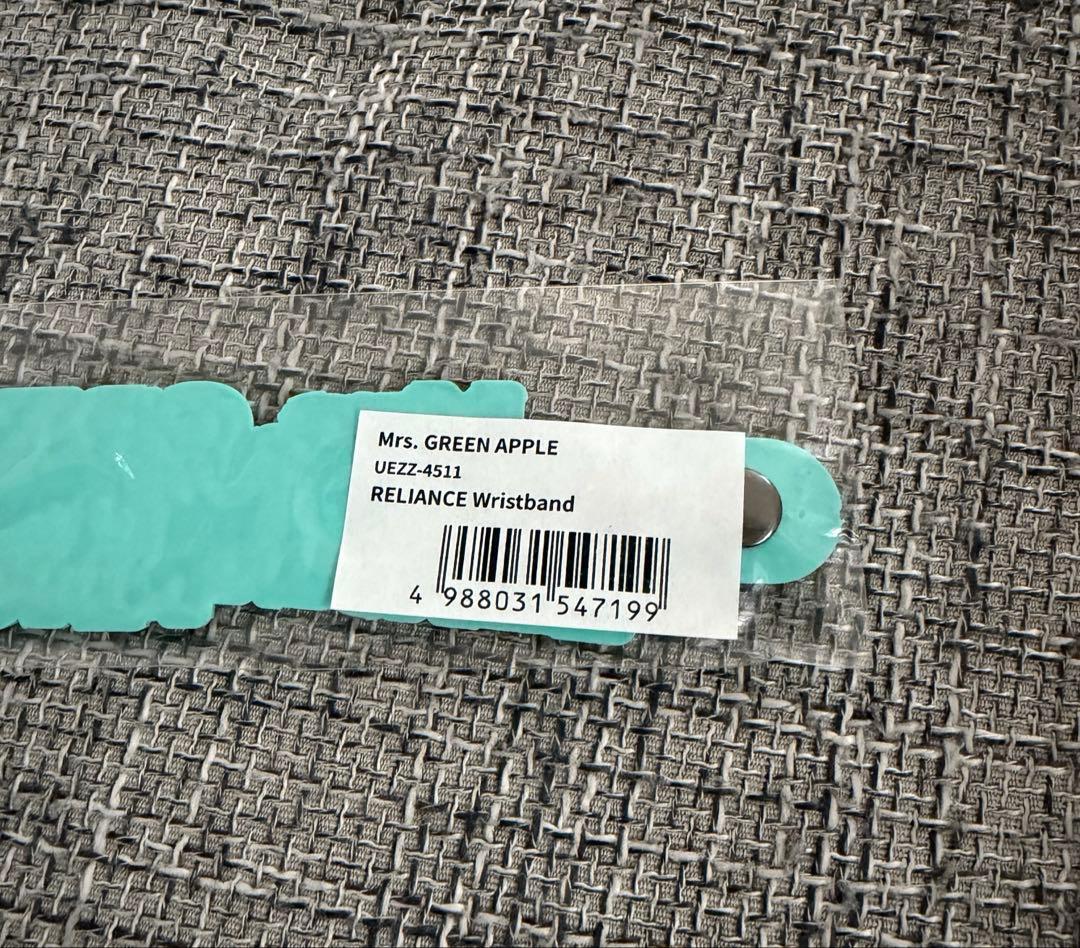 Mrs. GREEN APPLE
UEZZ-4511
RELIANCE Wristband
4 988031 547199